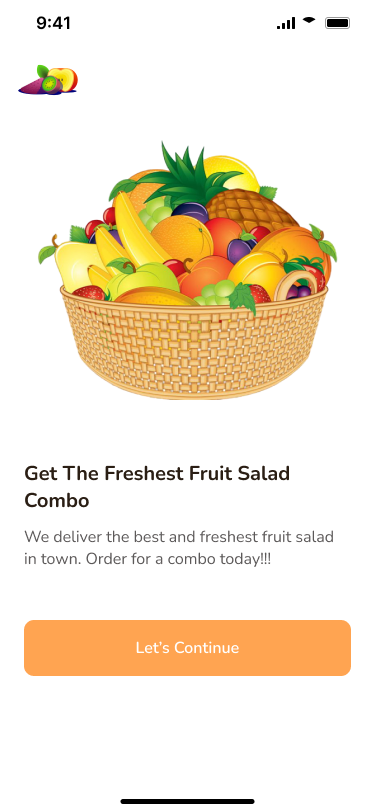 9:41
Get The Freshest Fruit Salad
Combo
We deliver the best and freshest fruit salad
in town. Order for a combo today!!!
Let’s Continue